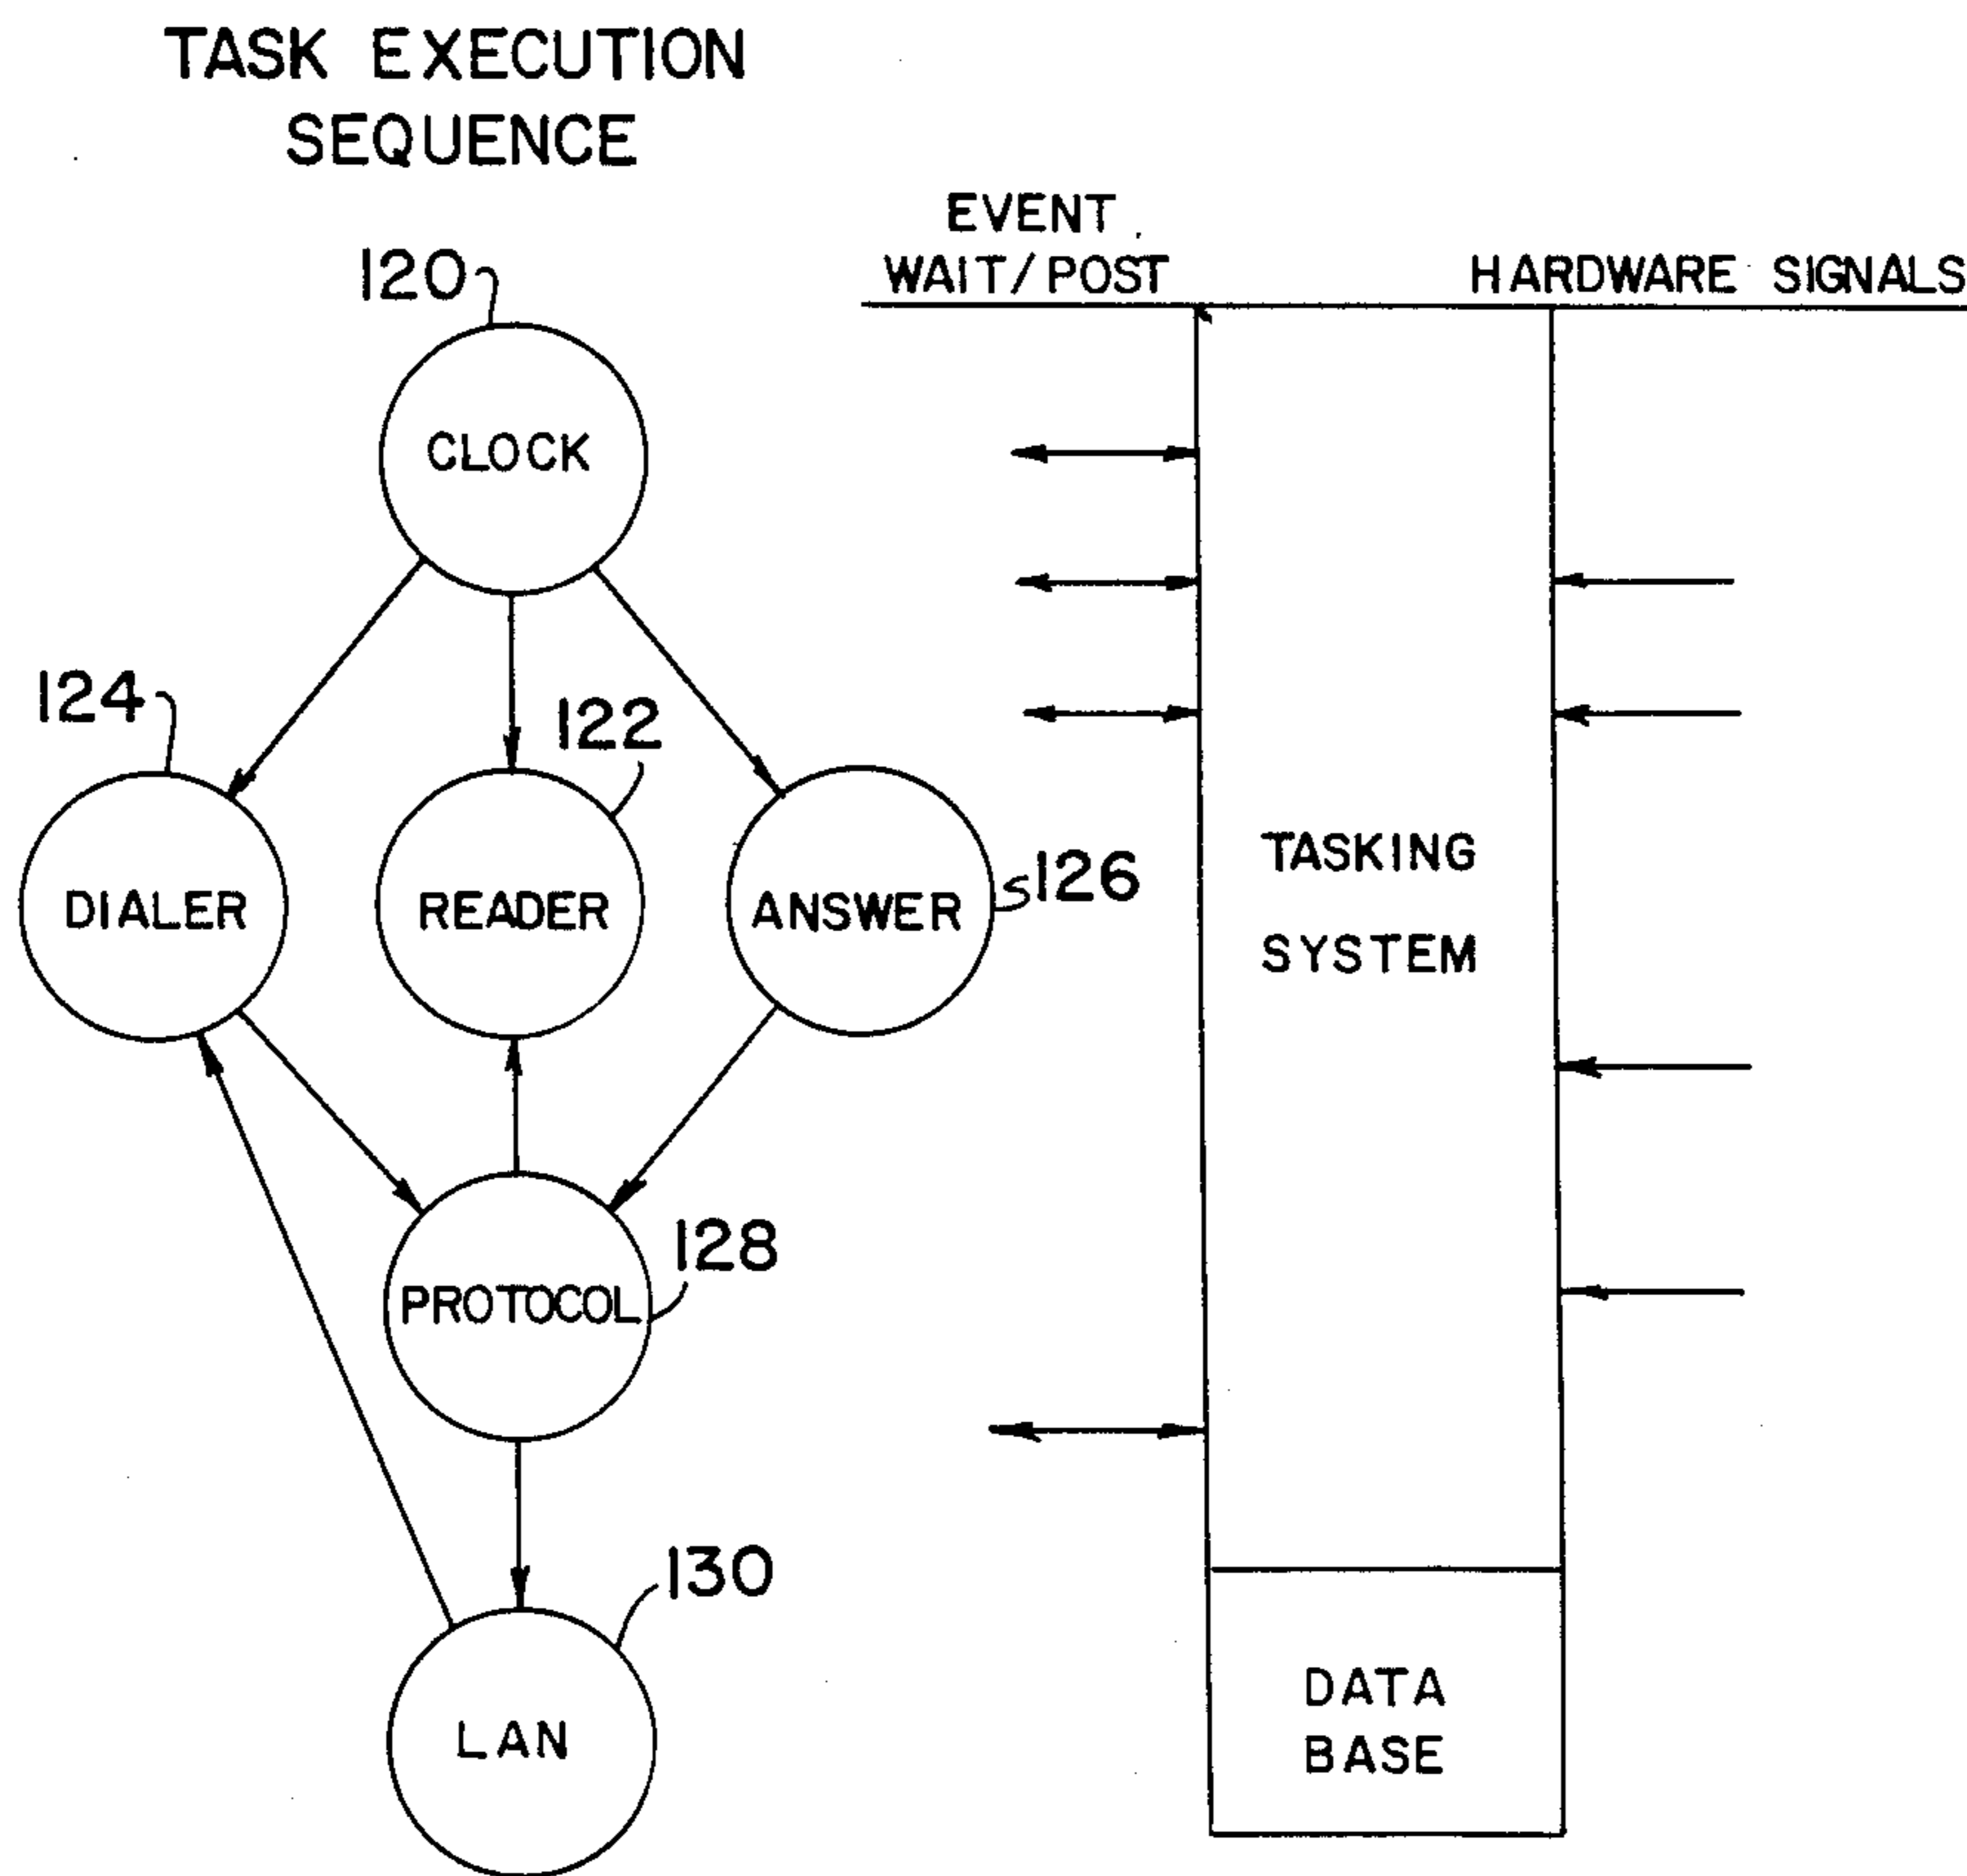 TASK EXECUTION
SEQUENCE
EVENT
WAIT/POST
HARDWARE SIGNALS
120
CLOCK
124
122
126
DIALER
READER
ANSWER
TASKING
SYSTEM
128
PROTOCOL
130
LAN
DATA
BASE